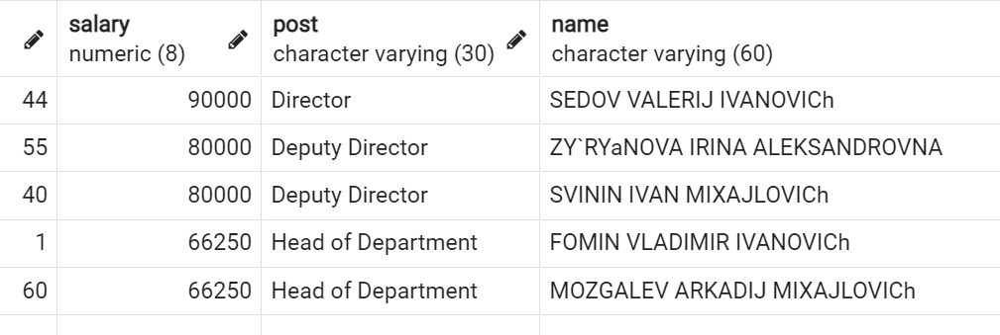 salary post name
numeric (8) character varying (30) character varying (60)
44 90000 Director SEDOV VALERIJ IVANOVICh
55 80000 Deputy Director ZY`RYaNOVA IRINA ALEKSANDROVNA
40 80000 Deputy Director SVININ IVAN MIXAJLOVICh
1 66250 Head of Department FOMIN VLADIMIR IVANOVICh
60 66250 Head of Department MOZGALEV ARKADIJ MIXAJLOVICh